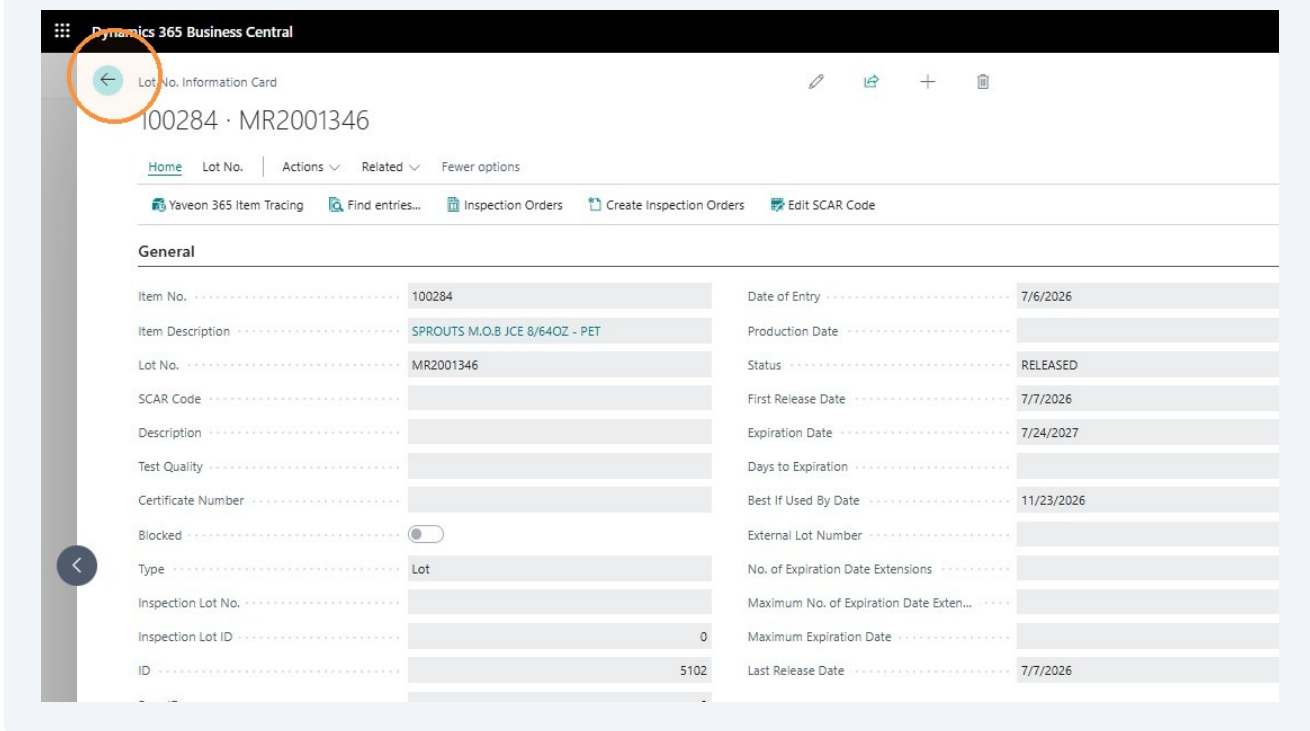 Dynamics 365 Business Central
Lot No. Information Card
100284 · MR2001346
Home Lot No. Actions Related Fewer options
Yaveon 365 Item Tracing Find entries... Inspection Orders Create Inspection Orders Edit SCAR Code
General
Item No. 100284 Date of Entry 7/6/2026
Item Description SPROUTS M.O.B JCE 8/64OZ - PET Production Date
Lot No. MR2001346 Status RELEASED
SCAR Code First Release Date 7/7/2026
Description Expiration Date 7/24/2027
Test Quality Days to Expiration
Certificate Number Best If Used By Date 11/23/2026
Blocked External Lot Number
Type Lot No. of Expiration Date Extensions
Inspection Lot No. Maximum No. of Expiration Date Exten...
Inspection Lot ID 0 Maximum Expiration Date
ID 5102 Last Release Date 7/7/2026